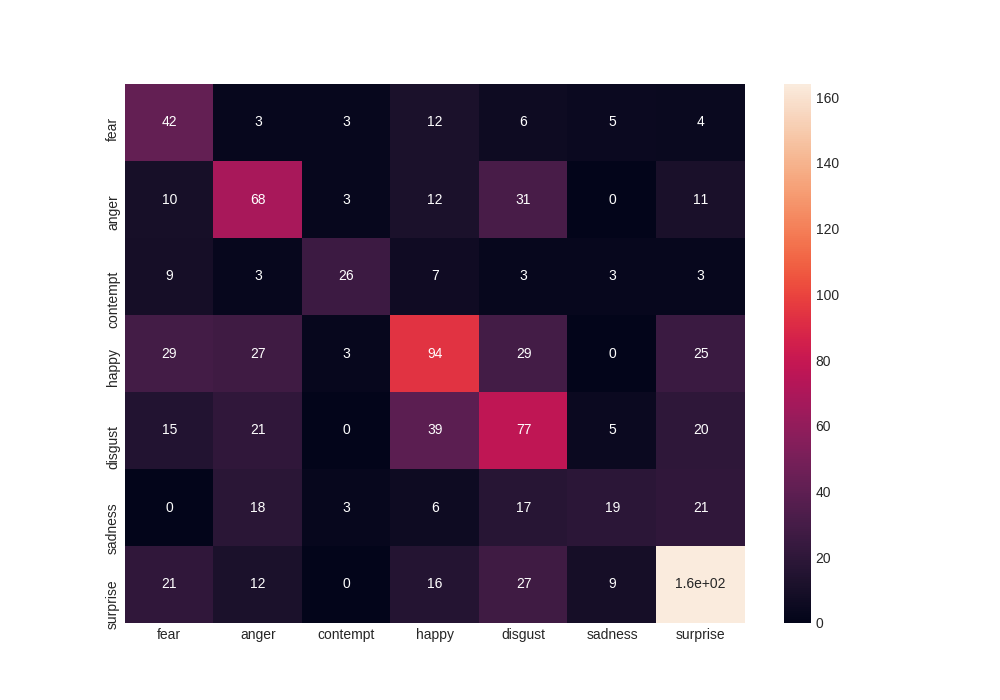 fear 42 3 3 12 6 5 4
anger 10 68 3 12 31 0 11
contempt 9 3 26 7 3 3 3
happy 29 27 3 94 29 0 25
disgust 15 21 0 39 77 5 20
sadness 0 18 3 6 17 19 21
surprise 21 12 0 16 27 9 1.6e+02
fear anger contempt happy disgust sadness surprise
160
140
120
100
80
60
40
20
0